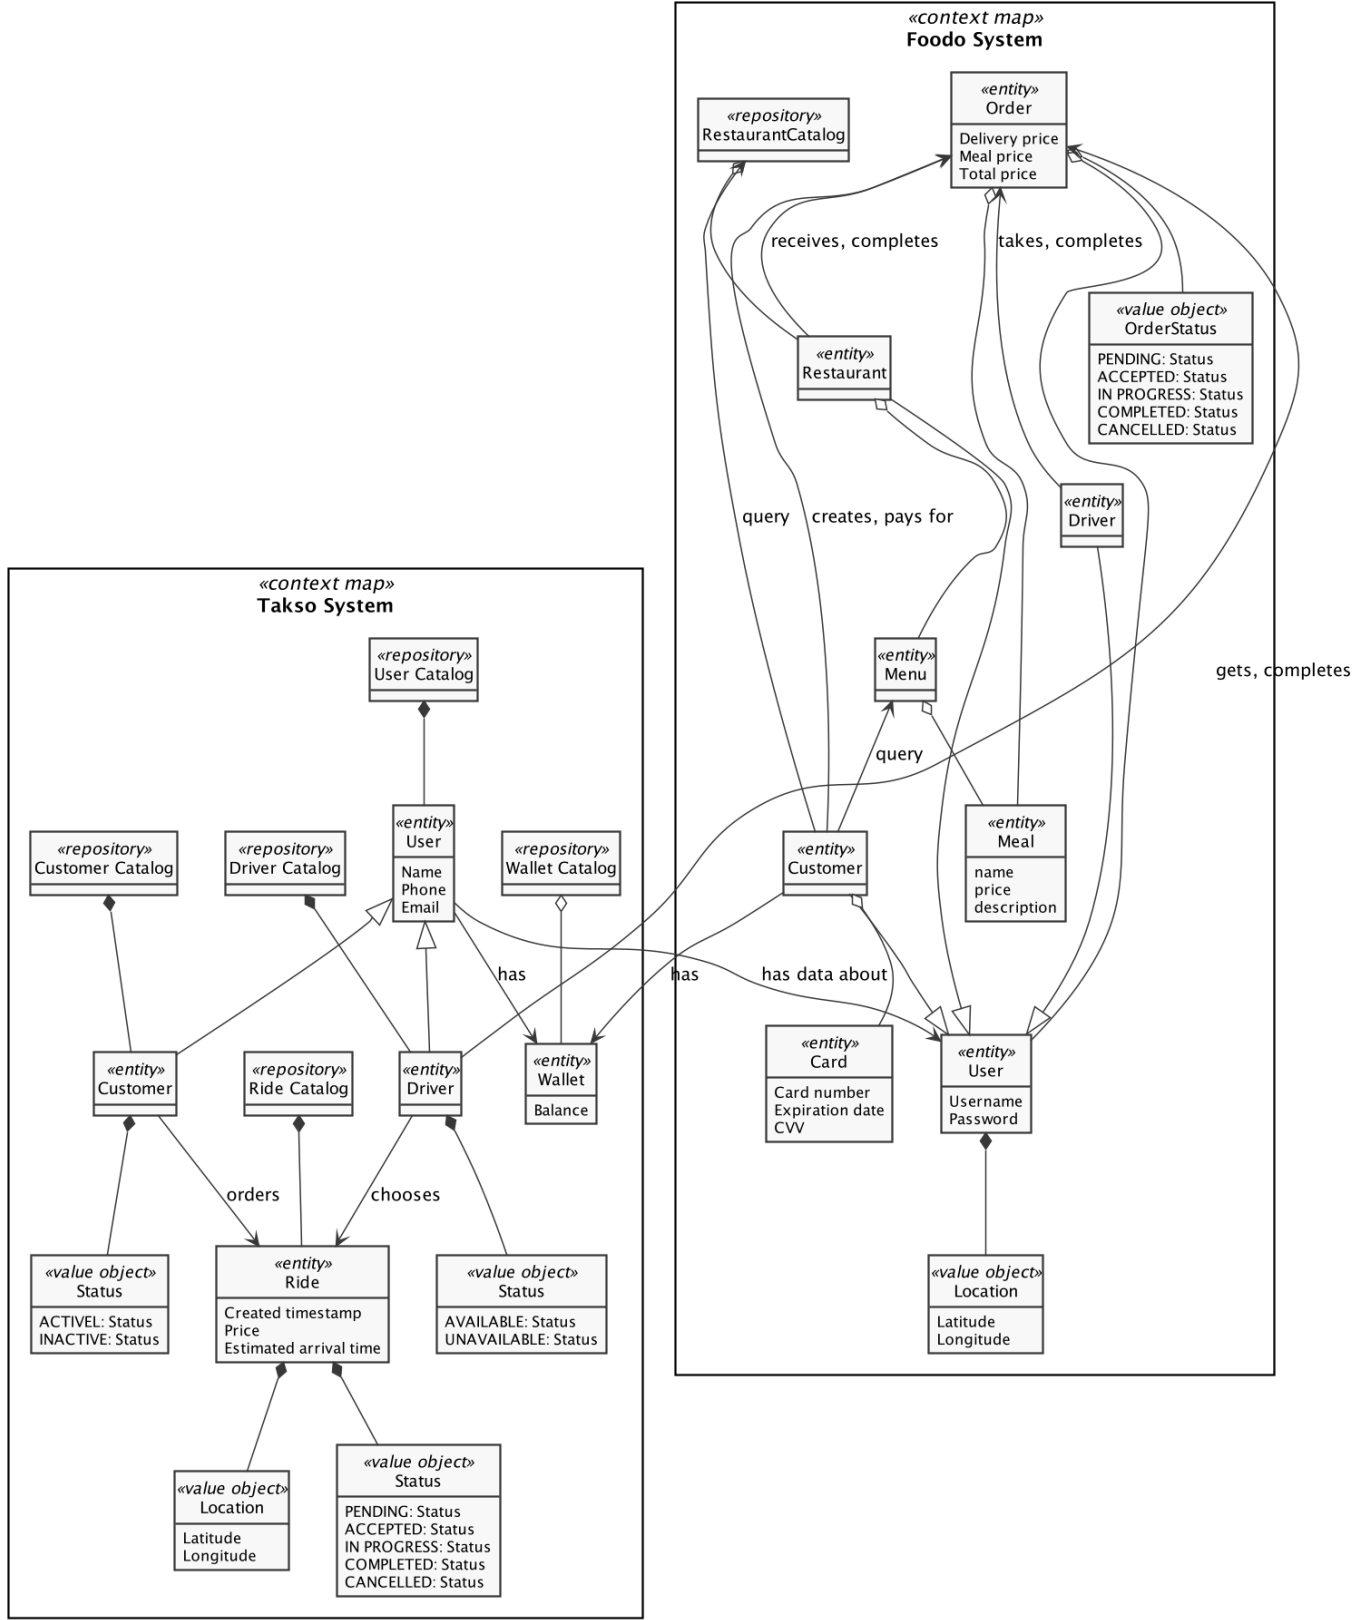 «context map»
Foodo System
«entity»
Order
Delivery price
Meal price
Total price
«repository»
RestaurantCatalog
receives, completes
takes, completes
«value object»
OrderStatus
PENDING: Status
ACCEPTED: Status
IN PROGRESS: Status
COMPLETED: Status
CANCELLED: Status
«entity»
Restaurant
query
creates, pays for
«entity»
Driver
«entity»
Menu
gets, completes
query
«entity»
Customer
«entity»
Meal
name
price
description
has
has data about
«entity»
Card
Card number
Expiration date
CVV
«entity»
User
Username
Password
«value object»
Location
Latitude
Longitude
«context map»
Takso System
«repository»
User Catalog
«repository»
Customer Catalog
«repository»
Driver Catalog
«entity»
User
Name
Phone
Email
«repository»
Wallet Catalog
has
«entity»
Customer
«repository»
Ride Catalog
«entity»
Driver
«entity»
Wallet
Balance
orders
chooses
«value object»
Status
ACTIVEL: Status
INACTIVE: Status
«entity»
Ride
Created timestamp
Price
Estimated arrival time
«value object»
Status
AVAILABLE: Status
UNAVAILABLE: Status
«value object»
Location
Latitude
Longitude
«value object»
Status
PENDING: Status
ACCEPTED: Status
IN PROGRESS: Status
COMPLETED: Status
CANCELLED: Status